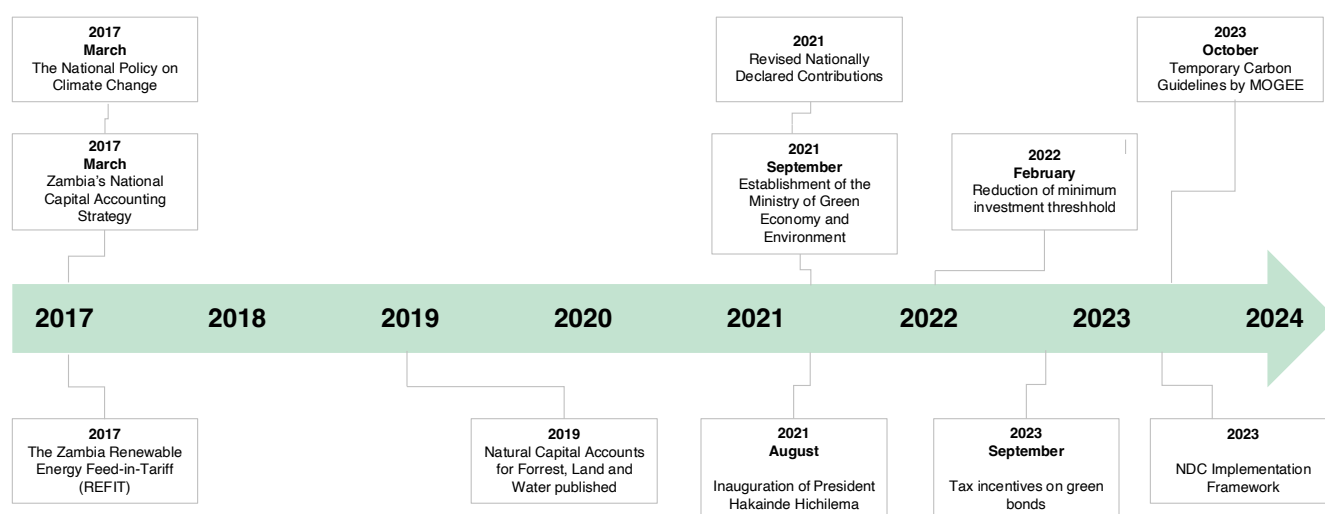 2017
March
The National Policy on
Climate Change
2021
Revised Nationally
Declared Contributions
2023
October
Temporary Carbon
Guidelines by MOGEE
2017
March
Zambia's National
Capital Accounting
Strategy
2021
September
Establishment of the
Ministry of Green
Economy and
Environment
2022
February
Reduction of minimum
investment threshhold
2017
2018
2019
2020
2021
2022
2023
2024
2017
The Zambia Renewable
Energy Feed-in-Tariff
(REFIT)
2019
Natural Capital Accounts
for Forrest, Land and
Water published
2021
August
Inauguration of President
Hakainde Hichilema
2023
September
Tax incentives on green
bonds
2023
NDC Implementation
Framework